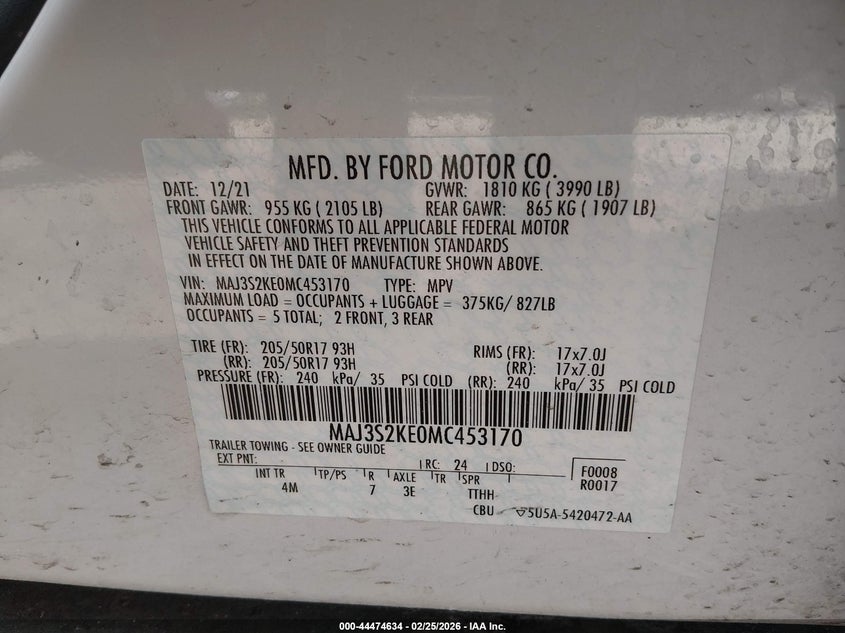 MFD. BY FORD MOTOR CO.
DATE: 12/21 GVWR: 1810 KG ( 3990 LB)
FRONT GAWR: 955 KG ( 2105 LB) REAR GAWR: 865 KG ( 1907 LB)
THIS VEHICLE CONFORMS TO ALL APPLICABLE FEDERAL MOTOR
VEHICLE SAFETY AND THEFT PREVENTION STANDARDS
IN EFFECT ON THE DATE OF MANUFACTURE SHOWN ABOVE.
VIN: MAJ3S2KE0MC453170 TYPE: MPV
MAXIMUM LOAD = OCCUPANTS + LUGGAGE = 375KG/ 827LB
OCCUPANTS = 5 TOTAL; 2 FRONT, 3 REAR
TIRE (FR): 205/50R17 93H RIMS (FR): 17x7.0J
(RR): 205/50R17 93H (RR): 17x7.0J
PRESSURE (FR): 240 kPa/ 35 PSI COLD (RR): 240 kPa/ 35 PSI COLD
MAJ3S2KE0MC453170
TRAILER TOWING - SEE OWNER GUIDE
EXT PNT: RC: 24 DSO: F0008
INT TR TP/PS R AXLE TR SPR R0017
4M 7 3E TTHH
CBU 5U5A-5420472-AA
000-44474634 - 02/25/2026 - IAA Inc.